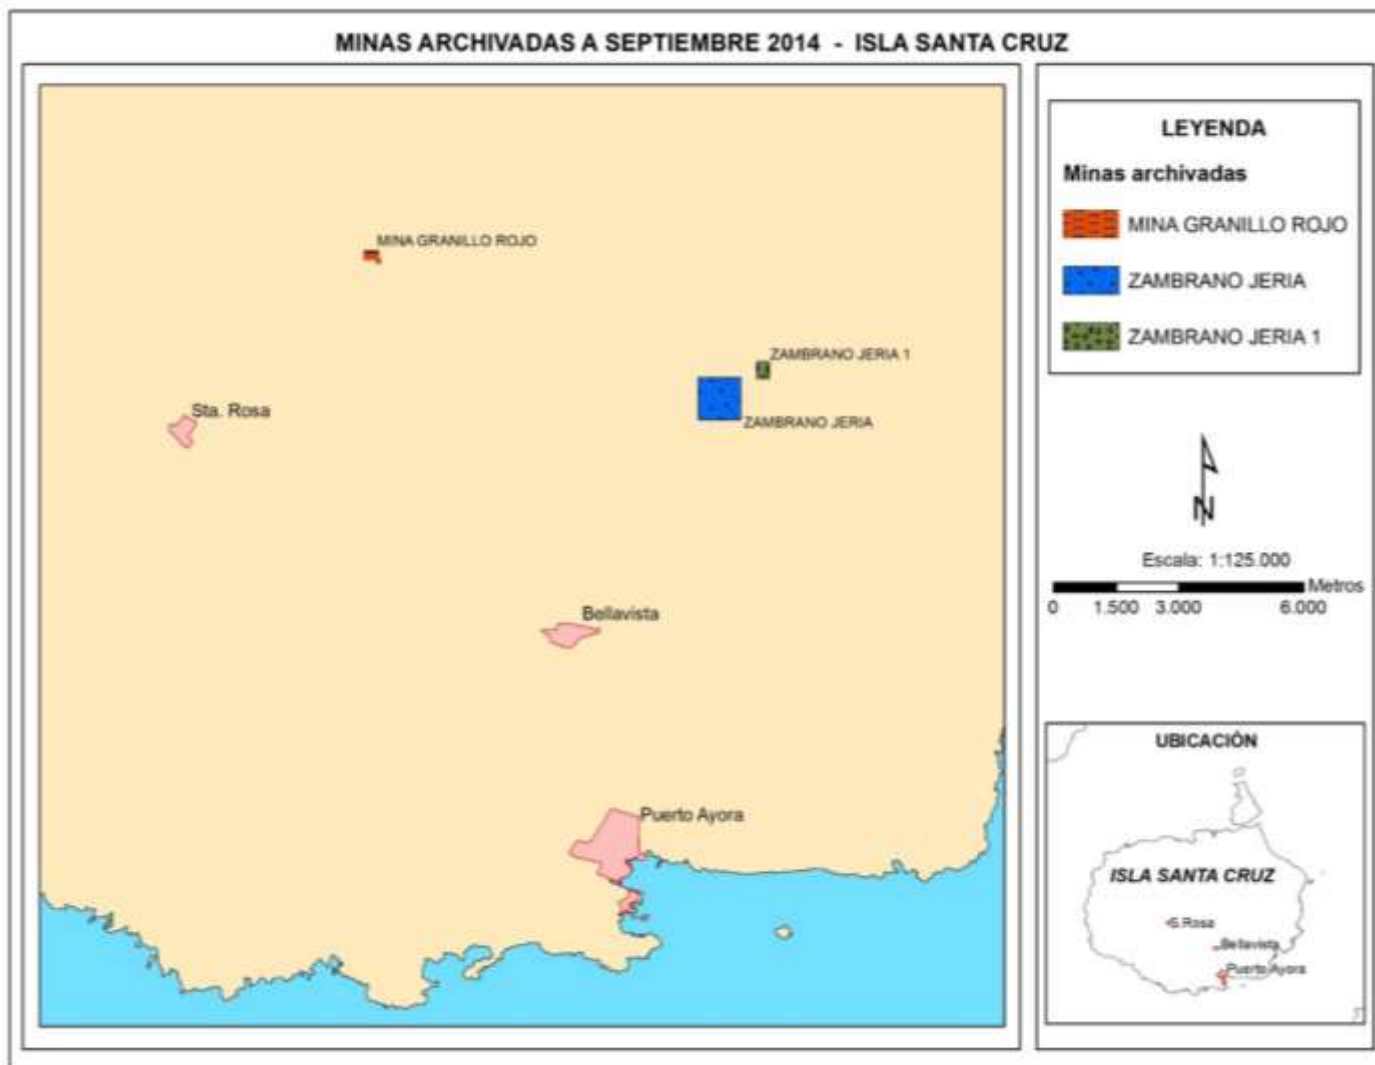 MINAS ARCHIVADAS A SEPTIEMBRE 2014 - ISLA SANTA CRUZ
MINA GRANILLO ROJO
ZAMBRANO JERIA 1
ZAMBRANO JERIA
Sta. Rosa
Bellavista
Puerto Ayora
LEYENDA
Minas archivadas
MINA GRANILLO ROJO
ZAMBRANO JERIA
ZAMBRANO JERIA 1
N
Escala: 1:125.000
Metros
0 1.500 3.000 6.000
UBICACIÓN
ISLA SANTA CRUZ
S.Rosa
Bellavista
Puerto Ayora